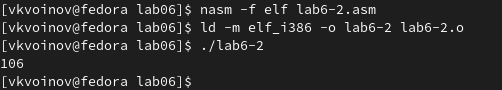 [vkvoinov@fedora lab06]$ nasm -f elf lab6-2.asm
[vkvoinov@fedora lab06]$ ld -m elf_i386 -o lab6-2 lab6-2.o
[vkvoinov@fedora lab06]$ ./lab6-2
106
[vkvoinov@fedora lab06]$